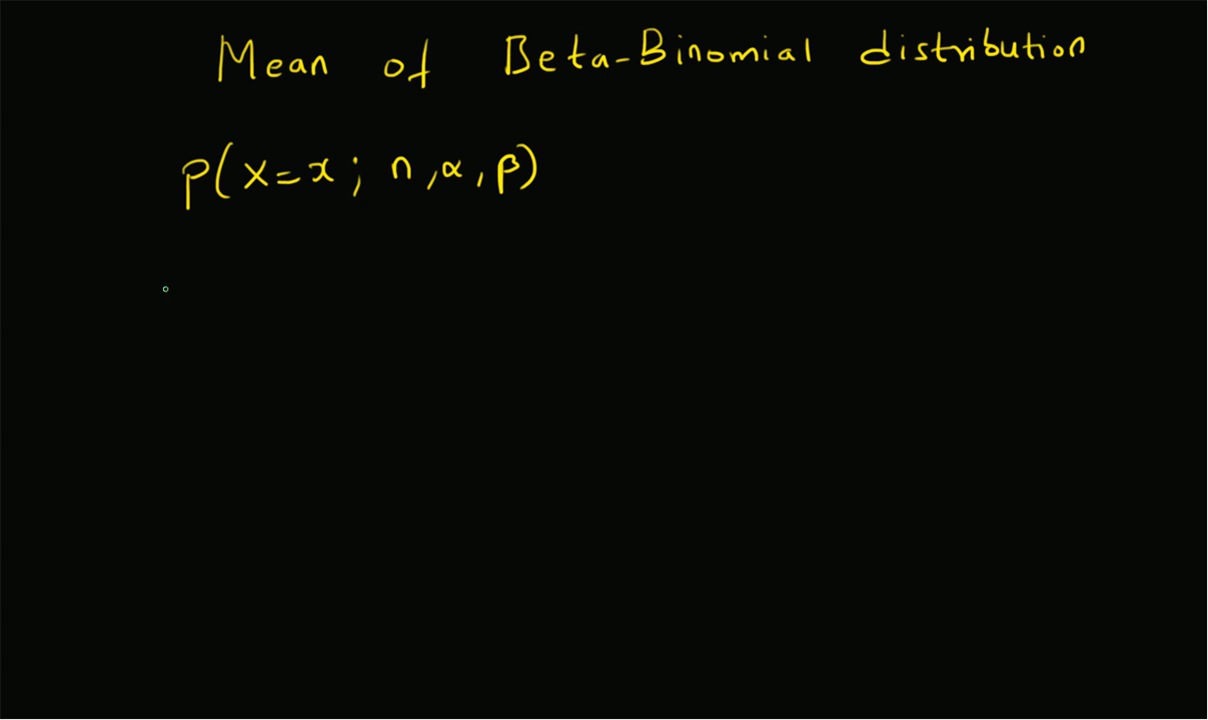 Mean of Beta-Binomial distribution
P(X=x; n,α,β)